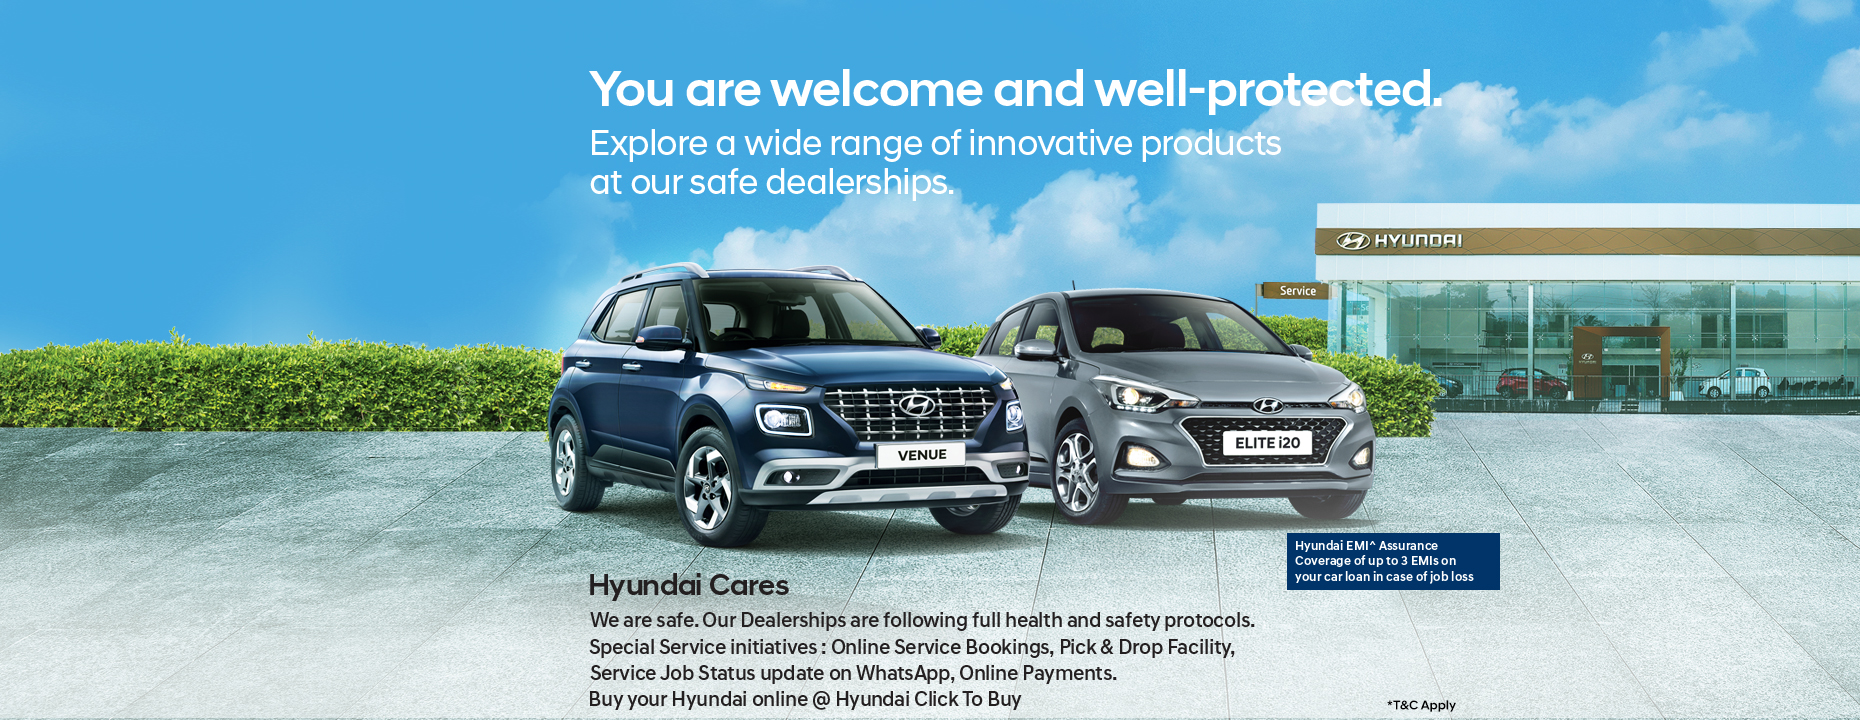 You are welcome and well-protected.
Explore a wide range of innovative products
at our safe dealerships.
HYUNDAI
Service
VENUE
ELITE i20
Hyundai EMI^ Assurance
Coverage of up to 3 EMIs on
your car loan in case of job loss
Hyundai Cares
We are safe. Our Dealerships are following full health and safety protocols.
Special Service initiatives : Online Service Bookings, Pick & Drop Facility,
Service Job Status update on WhatsApp, Online Payments.
Buy your Hyundai online @ Hyundai Click To Buy
*T&C Apply